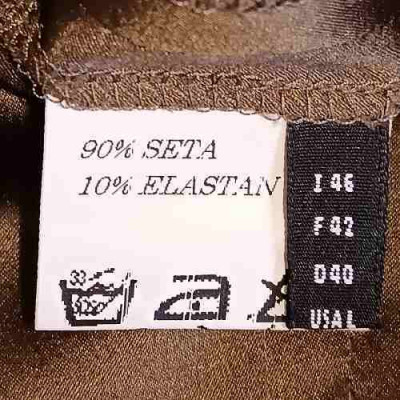 90% SETA
10% ELASTAN
I 46
F 42
D 40
USA L